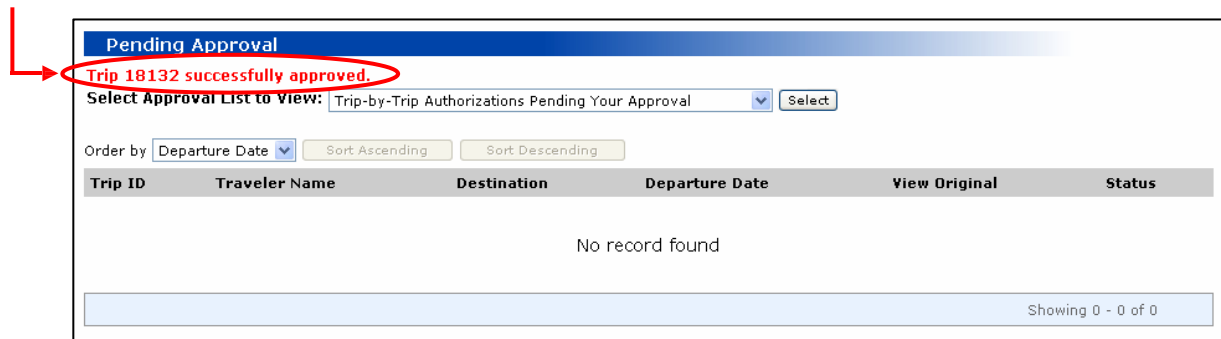 Pending Approval
Trip 18132 successfully approved.
Select Approval List to View: Trip-by-Trip Authorizations Pending Your Approval Select
Order by Departure Date Sort Ascending Sort Descending
Trip ID Traveler Name Destination Departure Date View Original Status
No record found
Showing 0 - 0 of 0